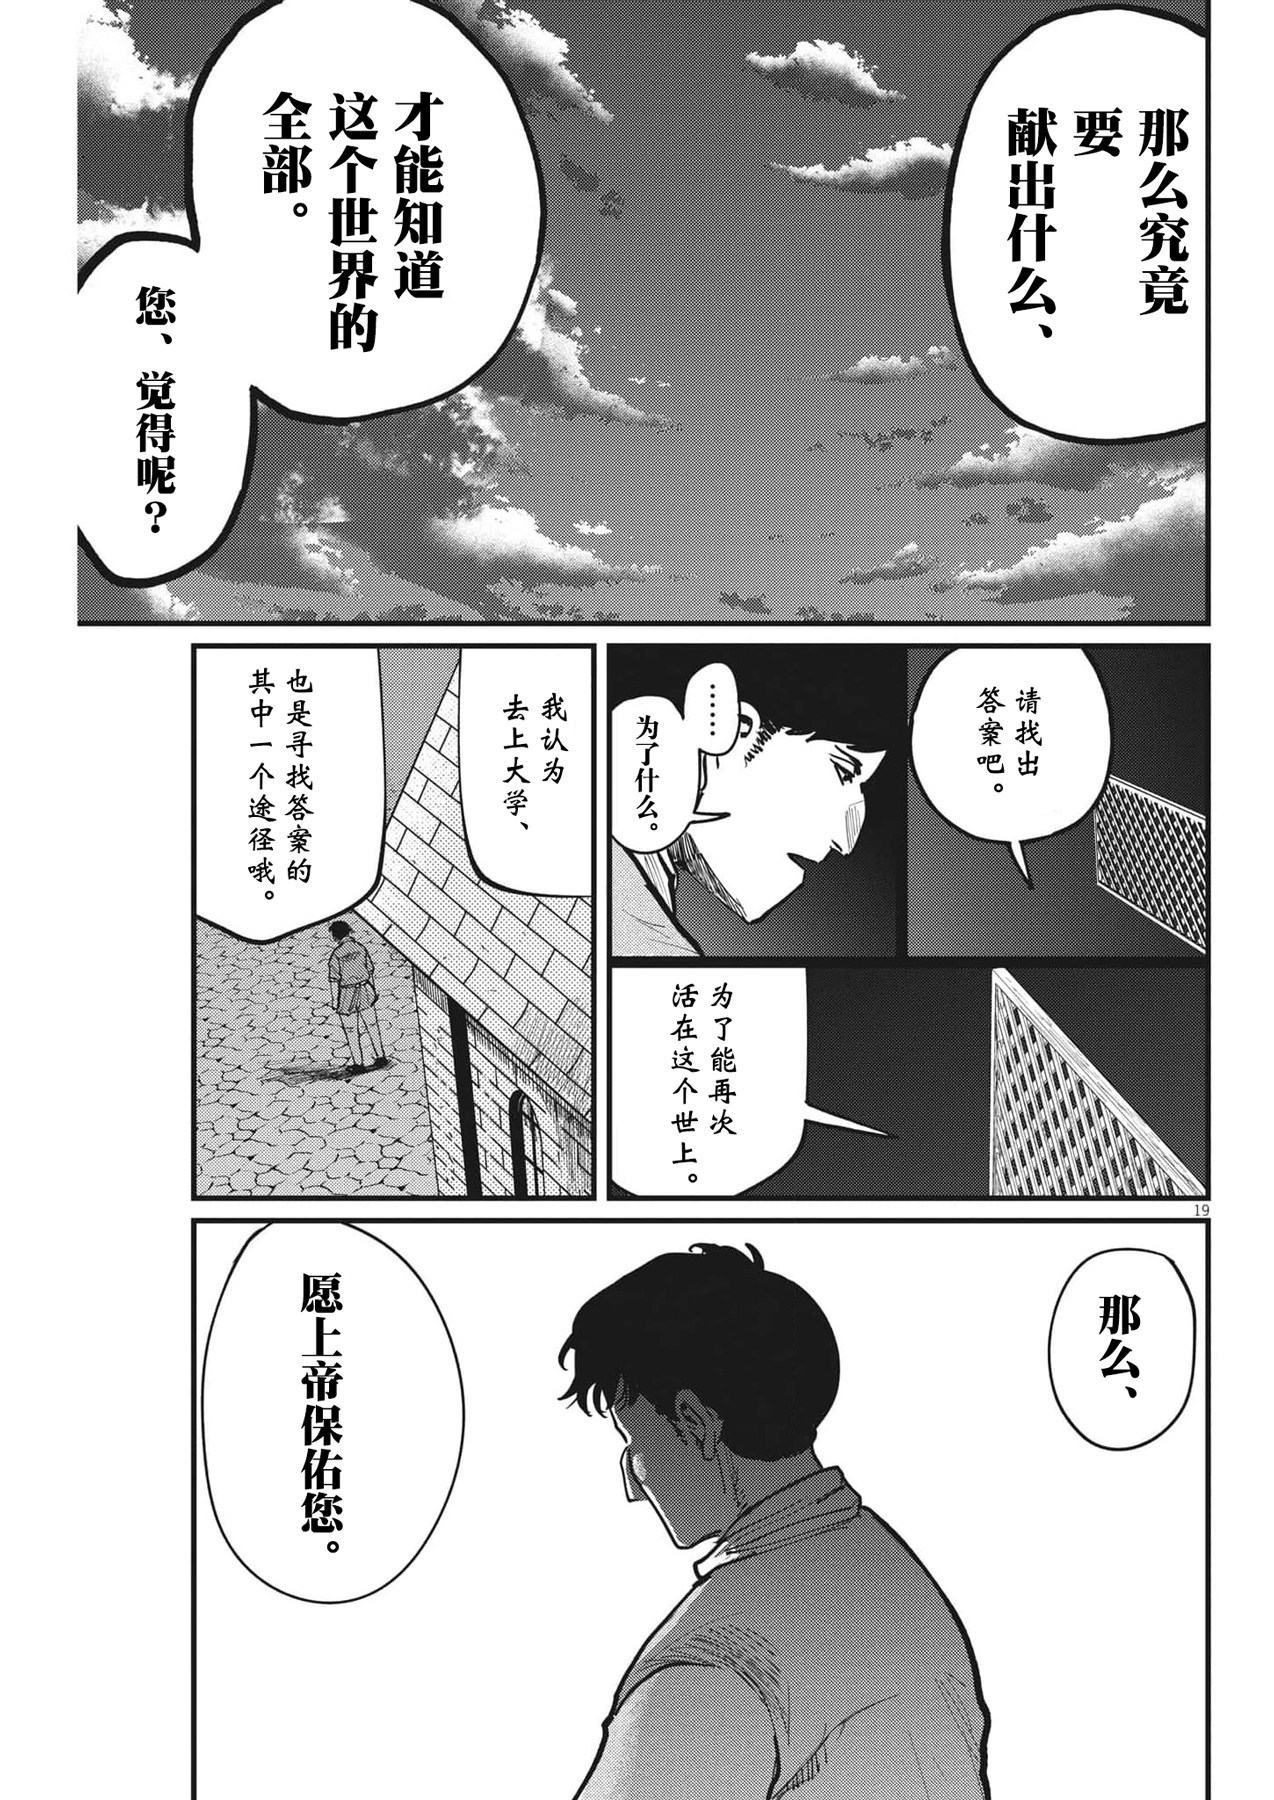 那么究竟
要
献出什么、
才能知道
这个世界的
全部。
您、觉得呢？
请找出
答案吧。
……
为了什么。
为了能再次
活在这个世上。
我认为
去上大学、
也是寻找答案的
其中一个途径哦。
19
那么、
愿上帝保佑您。